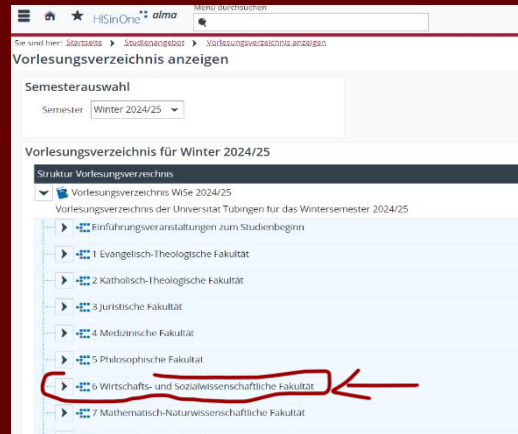 Menü durchsuchen
HISinOne alma
Sie sind hier: Startseite Studienangebot Vorlesungsverzeichnis anzeigen
Vorlesungsverzeichnis anzeigen
Semesterauswahl
Semester Winter 2024/25
Vorlesungsverzeichnis für Winter 2024/25
Struktur Vorlesungsverzeichnis
Vorlesungsverzeichnis WiSe 2024/25
Vorlesungsverzeichnis der Universität Tübingen für das Wintersemester 2024/25
Einführungsveranstaltungen zum Studienbeginn
1 Evangelisch-Theologische Fakultät
2 Katholisch-Theologische Fakultät
3 Juristische Fakultät
4 Medizinische Fakultät
5 Philosophische Fakultät
6 Wirtschafts- und Sozialwissenschaftliche Fakultät
7 Mathematisch-Naturwissenschaftliche Fakultät